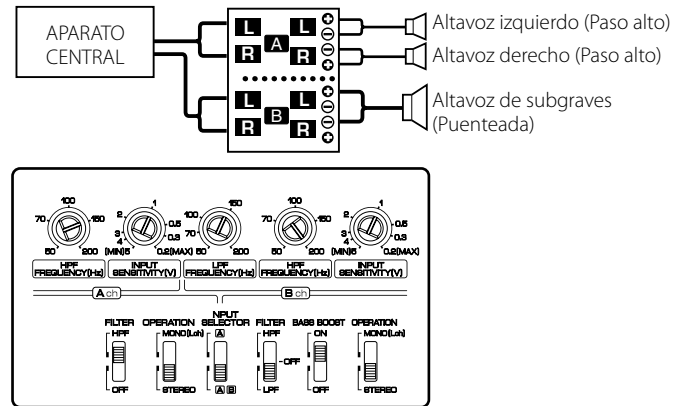 APARATO
CENTRAL
L
R
A
L
R
L
R
B
L
R
Altavoz izquierdo (Paso alto)
Altavoz derecho (Paso alto)
Altavoz de subgraves
(Puenteada)
100
70 150
50 200
HPF
FREQUENCY(Hz)
1
2 0.5
3 0.3
4
(MIN)5 0.2(MAX)
INPUT
SENSITIVITY(V)
150
100
70
50 200
LPF
FREQUENCY(Hz)
100
70 150
50 200
HPF
FREQUENCY(Hz)
1
2 0.5
3 0.3
4
(MIN)5 0.2(MAX)
INPUT
SENSITIVITY(V)
A ch
B ch
FILTER
HPF
OFF
OPERATION
MONO(Lch)
STEREO
INPUT
SELECTOR
A
A B
FILTER
HPF
OFF
LPF
BASS BOOST
ON
OFF
OPERATION
MONO(Lch)
STEREO